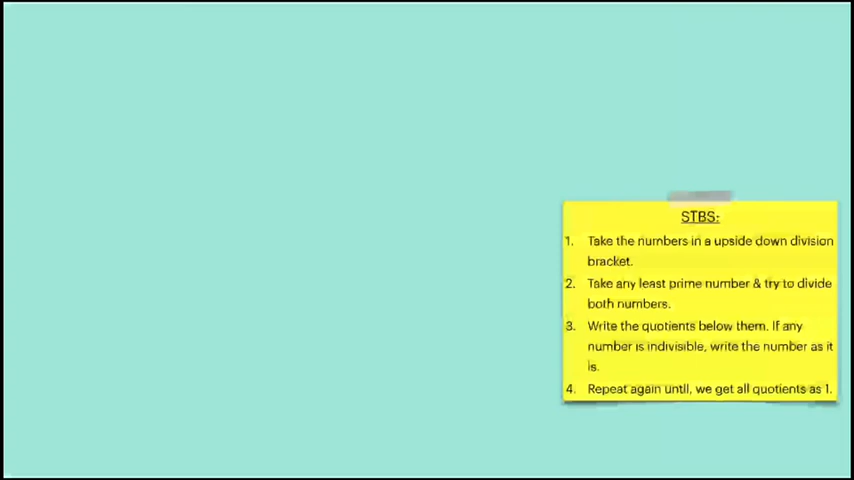 STBS:
1. Take the numbers in a upside down division
bracket.
2. Take any least prime number & try to divide
both numbers.
3. Write the quotients below them. If any
number is indivisible, write the number as it
is.
4. Repeat again until, we get all quotients as 1.